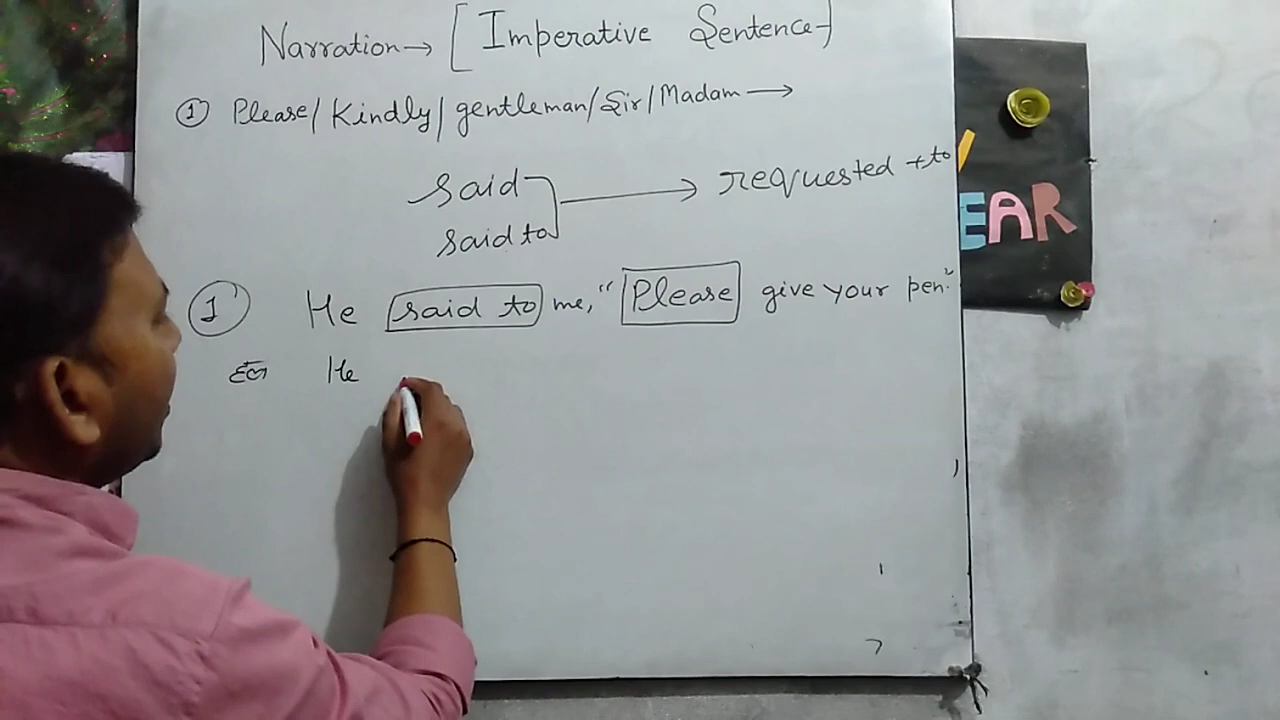 Narration → [Imperative Sentence]
① Please/Kindly/gentleman/Sir/Madam →
said
said to
→ requested + to
① He said to me, "Please give your pen."
हल He
EAR